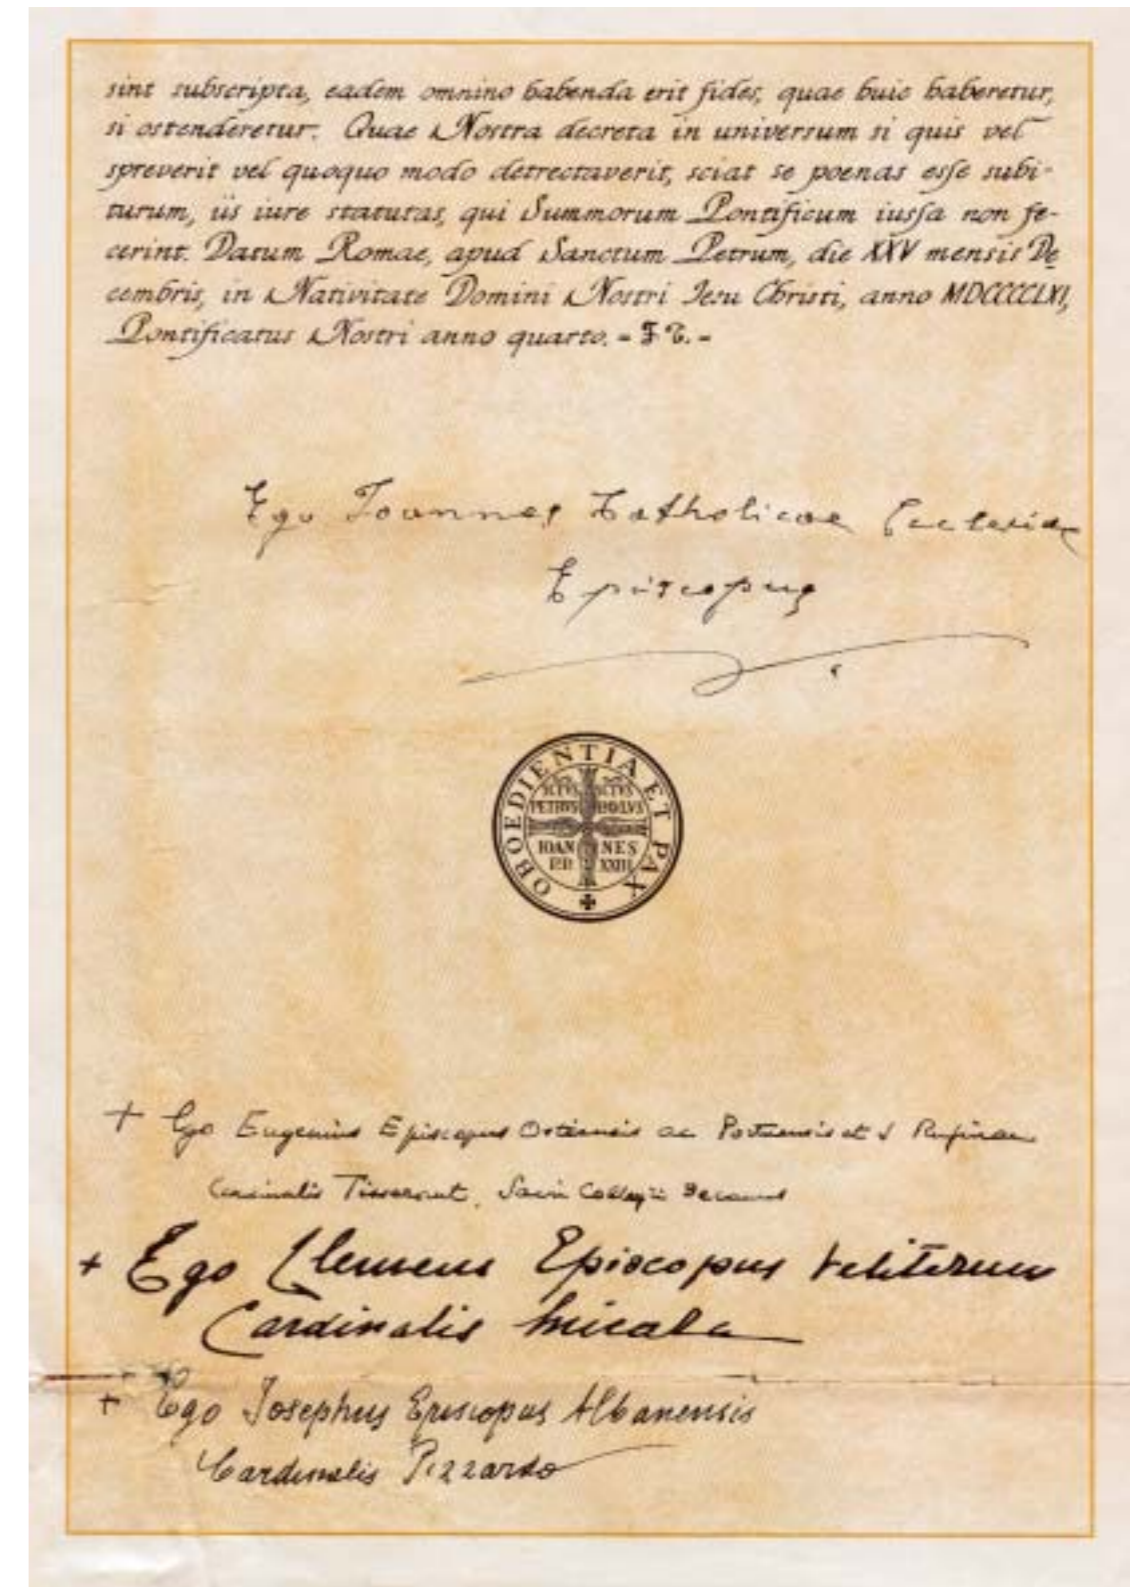 sint subscripta, eadem omnino habenda erit fides, quae huic haberetur,
si ostenderetur. Quae Nostra decreta in universum si quis vel
spreverit vel quoquo modo detrectaverit, sciat se poenas esse subi-
turum, iis iure statutas, qui Summorum Pontificum iussa non fe-
cerint. Datum Romae, apud Sanctum Petrum, die XXV mensis De
cembris, in Nativitate Domini Nostri Iesu Christi, anno MDCCCCLXI,
Pontificatus Nostri anno quarto. - F T. -
Ego Ioannes Catholicae Ecclesiae
Episcopus
OBOEDIENTIA ET PAX
SCTVS SCTVS
PETRVS PAVLVS
IOAN NES
P.P. XXIII
+ Ego Eugenius Episcopus Ostiensis ac Portuensis et S Rufinae
Cardinalis Tisserant, Sacri Collegii Decanus
+ Ego Clemens Episcopus Veliternus
Cardinalis Micara
+ Ego Josephus Episcopus Albanensis
Cardinalis Pizzardo